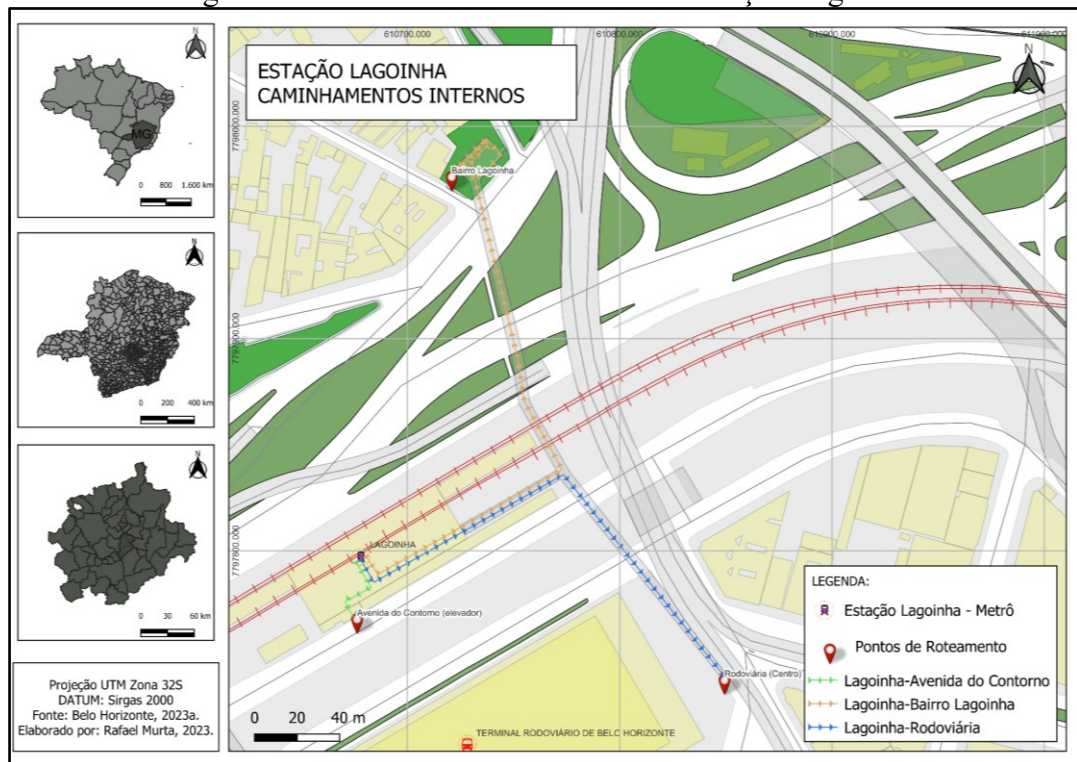 ESTAÇÃO LAGOINHA
CAMINHAMENTOS INTERNOS
610700.000
610800.000
610900.000
7798000.000
7797900.000
7797800.000
N
N
MG
0 800 1.600 km
N
0 200 400 km
N
0 30 60 km
Projeção UTM Zona 32S
DATUM: Sirgas 2000
Fonte: Belo Horizonte, 2023a.
Elaborado por: Rafael Murta, 2023.
Bairro Lagoinha
LAGOINHA
Avenida do Contorno (elevador)
Rodoviária (Centro)
TERMINAL RODOVIÁRIO DE BELO HORIZONTE
0 20 40 m
LEGENDA:
Estação Lagoinha - Metrô
Pontos de Roteamento
Lagoinha-Avenida do Contorno
Lagoinha-Bairro Lagoinha
Lagoinha-Rodoviária